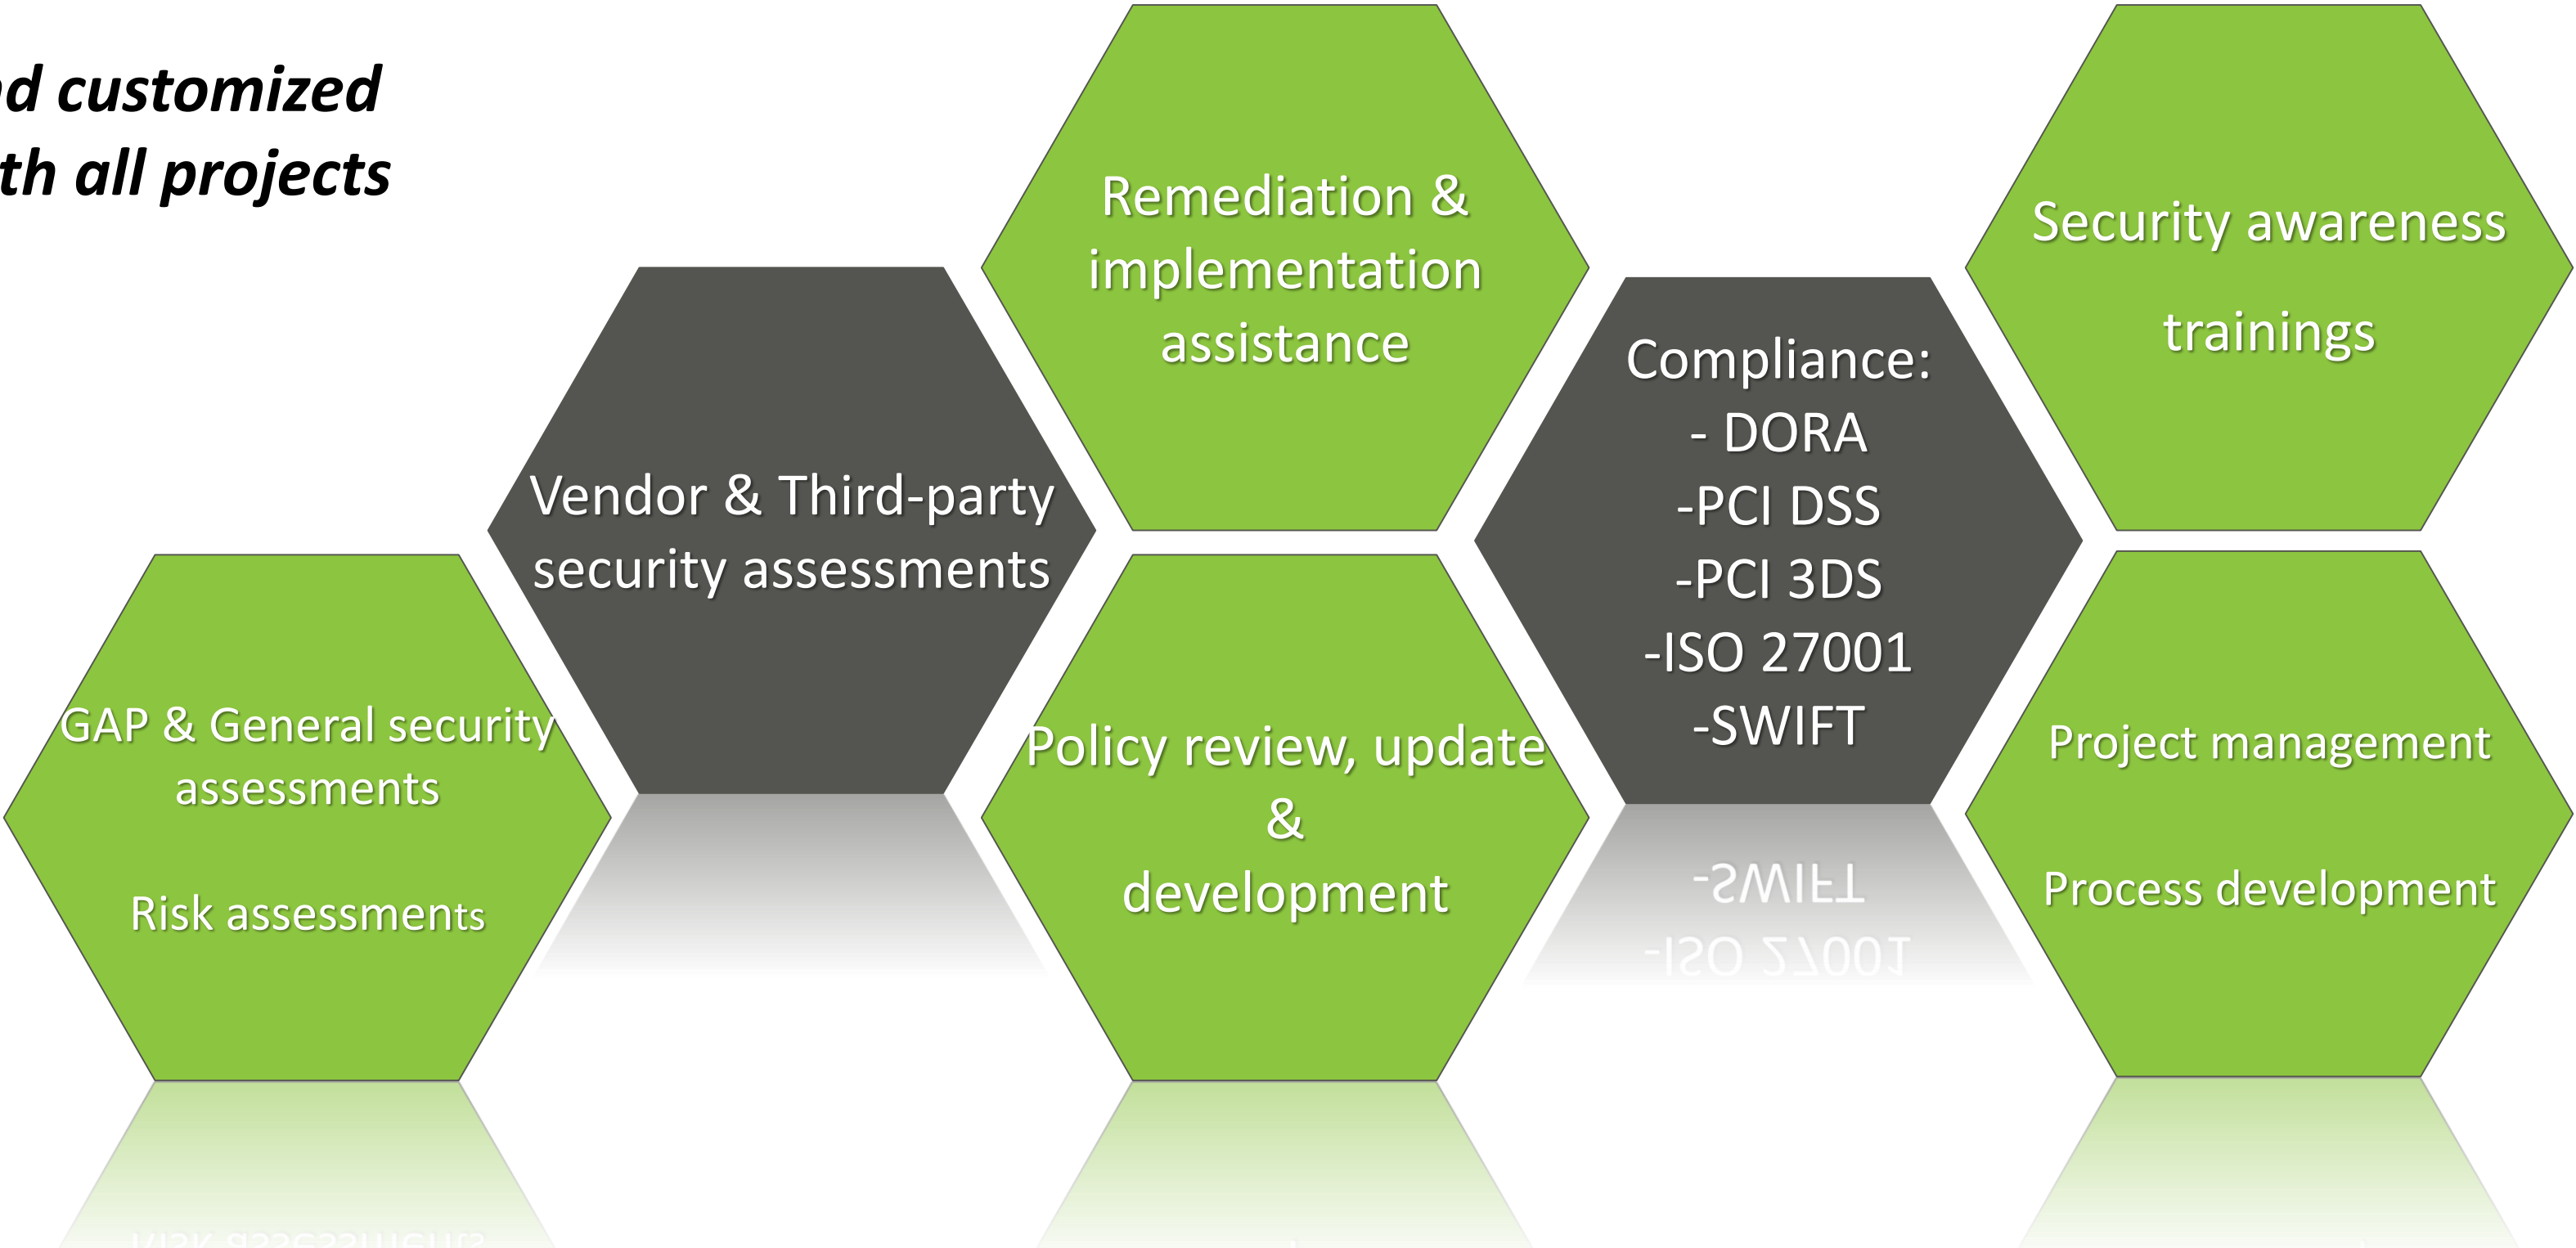 customized
all projects
Remediation &
implementation
assistance
Security awareness
trainings
Vendor & Third-party
security assessments
Compliance:
- DORA
-PCI DSS
-PCI 3DS
-ISO 27001
-SWIFT
GAP & General security
assessments
Risk assessments
Policy review, update
&
development
Project management
Process development